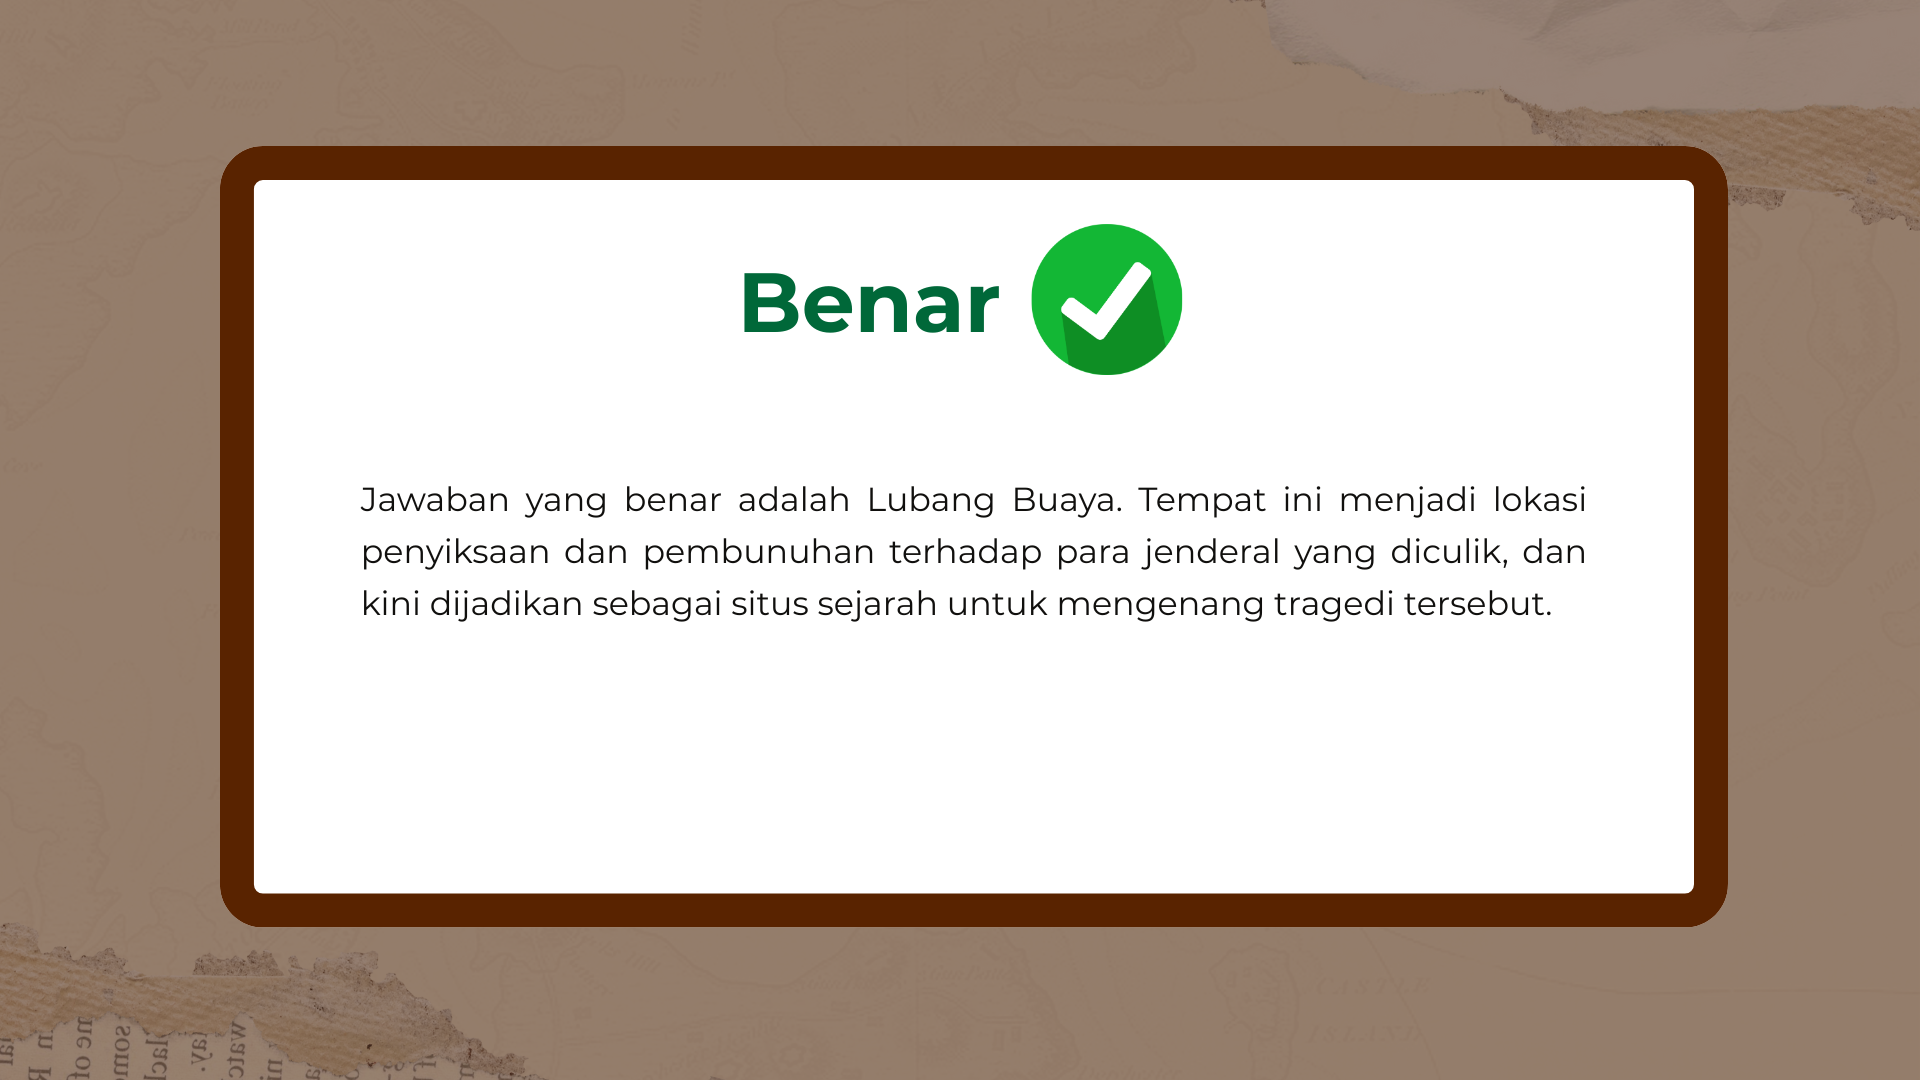 Benar
Jawaban yang benar adalah Lubang Buaya. Tempat ini menjadi lokasi
penyiksaan dan pembunuhan terhadap para jenderal yang diculik, dan
kini dijadikan sebagai situs sejarah untuk mengenang tragedi tersebut.